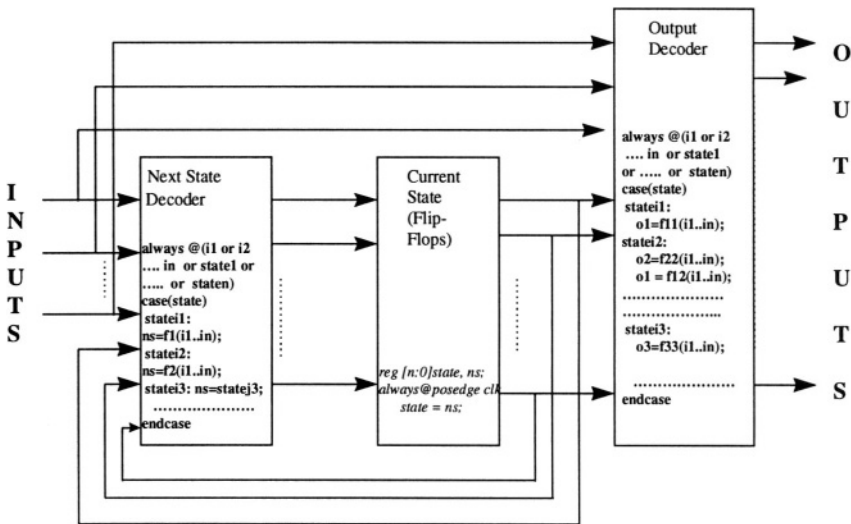 INPUTS
Next State
Decoder
always @(i1 or i2
.... in or state1 or
..... or staten)
case(state)
statei1:
ns=f1(i1..in);
statei2:
ns=f2(i1..in);
statei3: ns=statej3;
.....................
endcase
Current
State
(Flip-
Flops)
reg [n:0]state, ns;
always@posedge clk
state = ns;
Output
Decoder
always @(i1 or i2
.... in or state1
or ..... or staten)
case(state)
statei1:
o1=f11(i1..in);
statei2:
o2=f22(i1..in);
o1 = f12(i1..in);
.....................
....................
statei3:
o3=f33(i1..in);
.....................
endcase
OUTPUTS